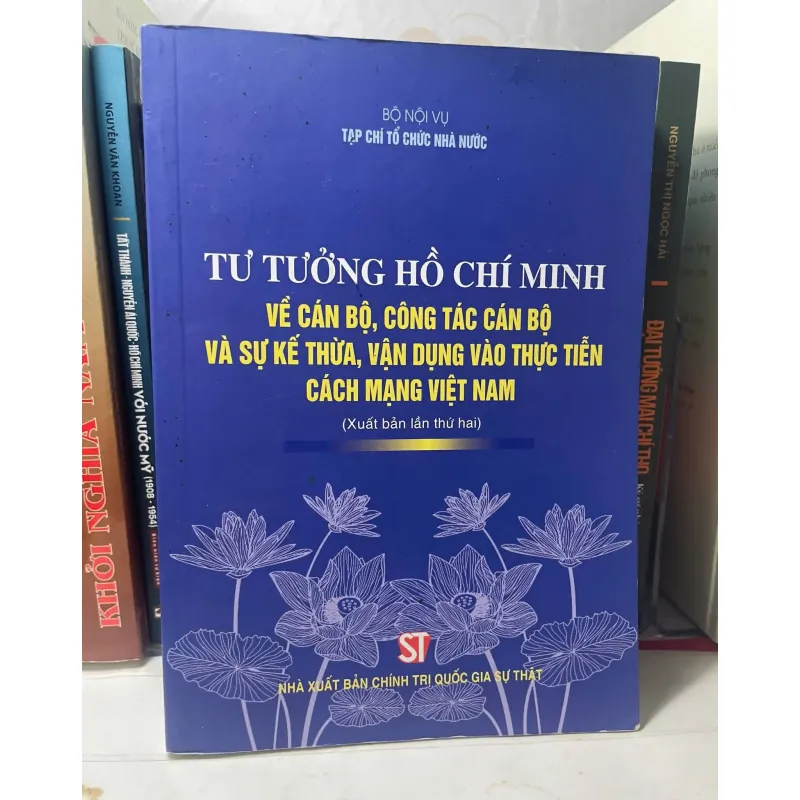 BỘ NỘI VỤ
TẠP CHÍ TỔ CHỨC NHÀ NƯỚC
TƯ TƯỞNG HỒ CHÍ MINH
VỀ CÁN BỘ, CÔNG TÁC CÁN BỘ
VÀ SỰ KẾ THỪA, VẬN DỤNG VÀO THỰC TIỄN
CÁCH MẠNG VIỆT NAM
(Xuất bản lần thứ hai)
ST
NHÀ XUẤT BẢN CHÍNH TRỊ QUỐC GIA SỰ THẬT
KHỞI NGHĨA
NGUYỄN VĂN KHOAN
TẤT THÀNH - NGUYỄN ÁI QUỐC - HỒ CHÍ MINH VỚI NƯỚC MỸ (1908 - 1954)
NGUYỄN THỊ NGỌC HẢI
ĐẠI TƯỚNG MAI CHÍ THỌ